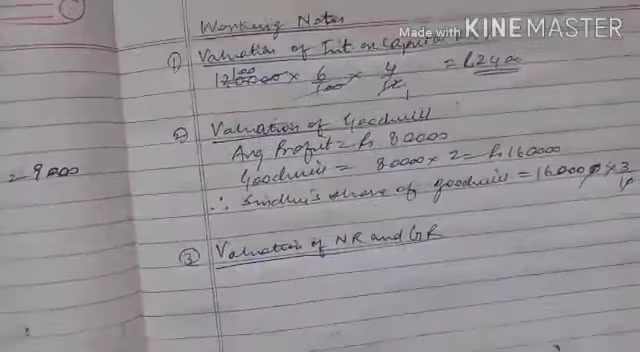 Made with KINEMASTER
Working Notes
① Valuation of Int on Capital
120000 × 6/100 × 4/12 = Rs.2400
② Valuation of Goodwill
Avg Profit = Rs 80000
Goodwill = 80000 × 2 = Rs 160000
= 9000
∴ Sindhu's share of goodwill = 160000 × 3/10
③ Valuation of NR and GR